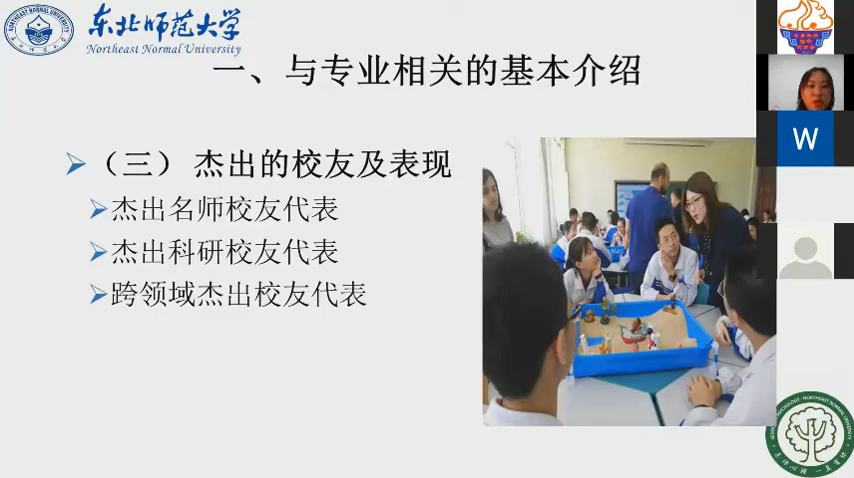 东北师范大学
Northeast Normal University
一、与专业相关的基本介绍
（三） 杰出的校友及表现
杰出名师校友代表
杰出科研校友代表
跨领域杰出校友代表
W